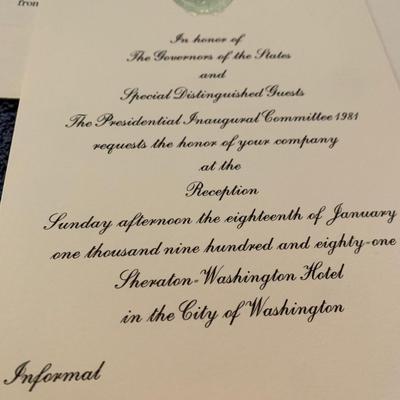 from
In honor of
The Governors of the States
and
Special Distinguished Guests
The Presidential Inaugural Committee 1981
requests the honor of your company
at the
Reception
Sunday afternoon the eighteenth of January
one thousand nine hundred and eighty-one
Sheraton-Washington Hotel
in the City of Washington
Informal